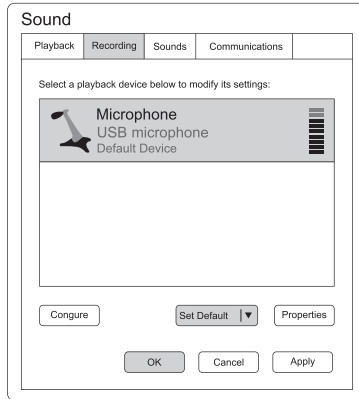 Sound
Playback Recording Sounds Communications
Select a playback device below to modify its settings:
Microphone
USB microphone
Default Device
Congure Set Default Properties
OK Cancel Apply